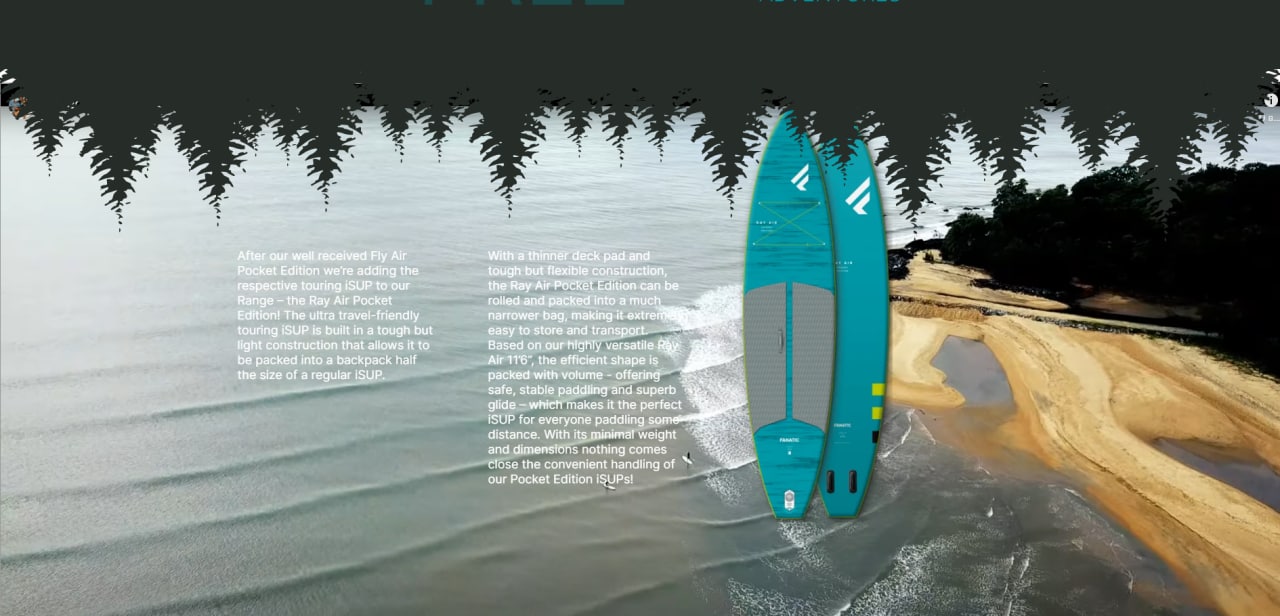 FREE
ADVENTURES
After our well received Fly Air
Pocket Edition we’re adding the
respective touring iSUP to our
Range – the Ray Air Pocket
Edition! The ultra travel-friendly
touring iSUP is built in a tough but
light construction that allows it to
be packed into a backpack half
the size of a regular iSUP.
With a thinner deck pad and
tough but flexible construction,
the Ray Air Pocket Edition can be
rolled and packed into a much
narrower bag, making it extremely
easy to store and transport.
Based on our highly versatile Ray
Air 11’6”, the efficient shape is
packed with volume - offering
safe, stable paddling and superb
glide – which makes it the perfect
iSUP for everyone paddling some
distance. With its minimal weight
and dimensions nothing comes
close the convenient handling of
our Pocket Edition iSUPs!
RAY AIR
FANATIC
FANATIC